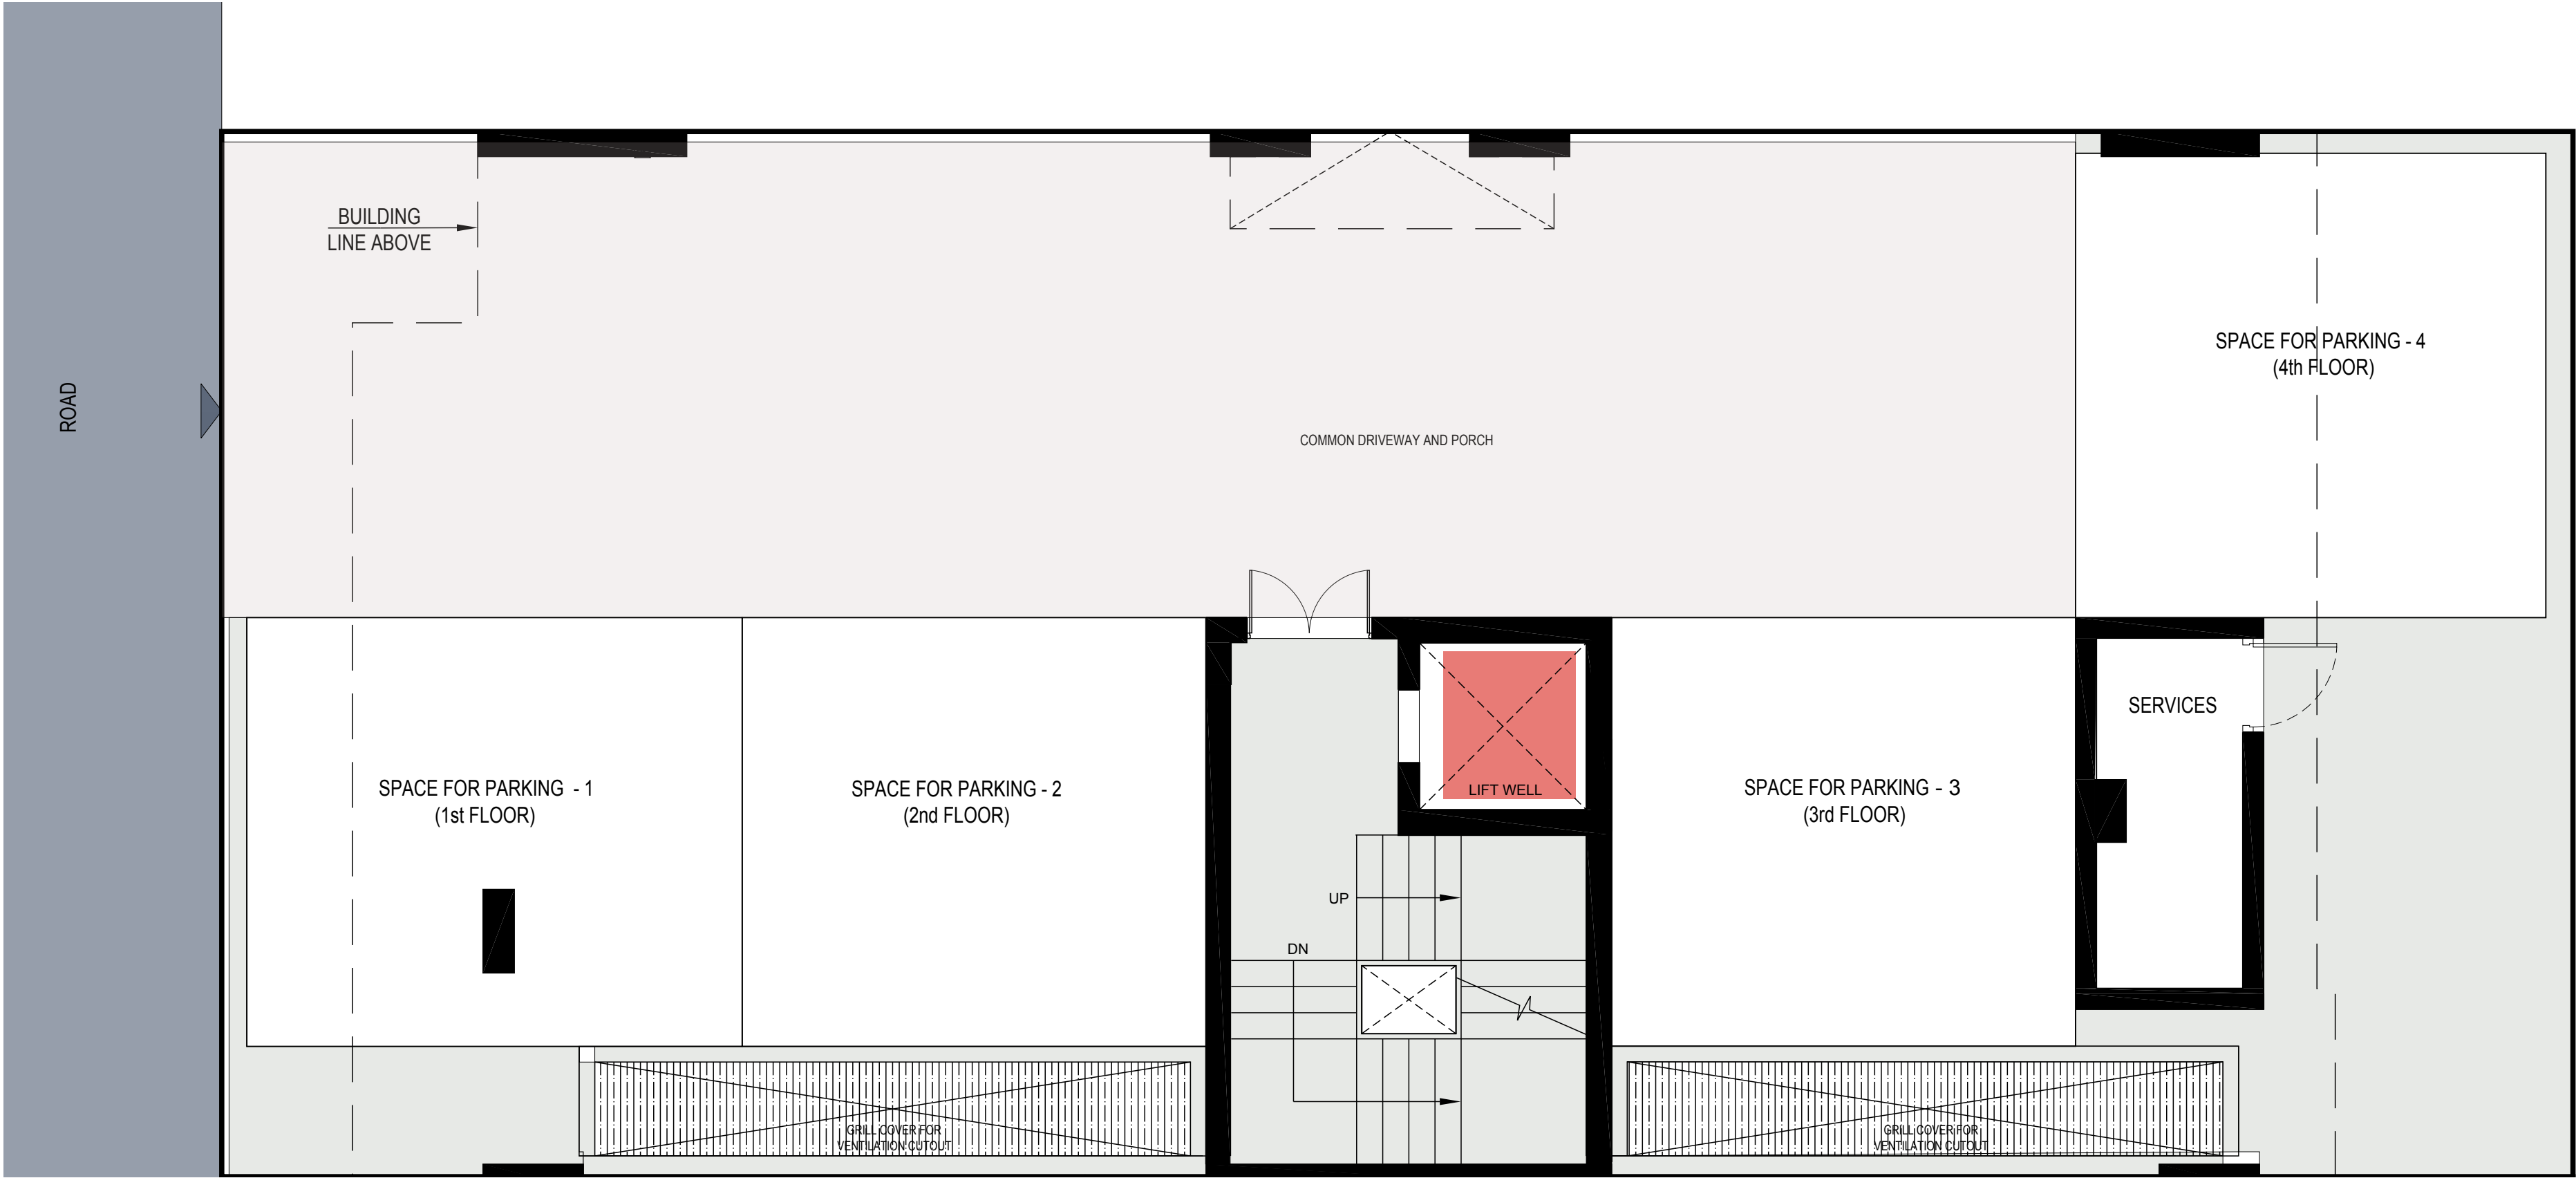 BUILDING
LINE ABOVE
ROAD
SPACE FOR PARKING - 4
(4th FLOOR)
COMMON DRIVEWAY AND PORCH
SERVICES
SPACE FOR PARKING - 1
(1st FLOOR)
SPACE FOR PARKING - 2
(2nd FLOOR)
LIFT WELL
SPACE FOR PARKING - 3
(3rd FLOOR)
UP
DN
GRILL COVER FOR
VENTILATION CUTOUT
GRILL COVER FOR
VENTILATION CUTOUT